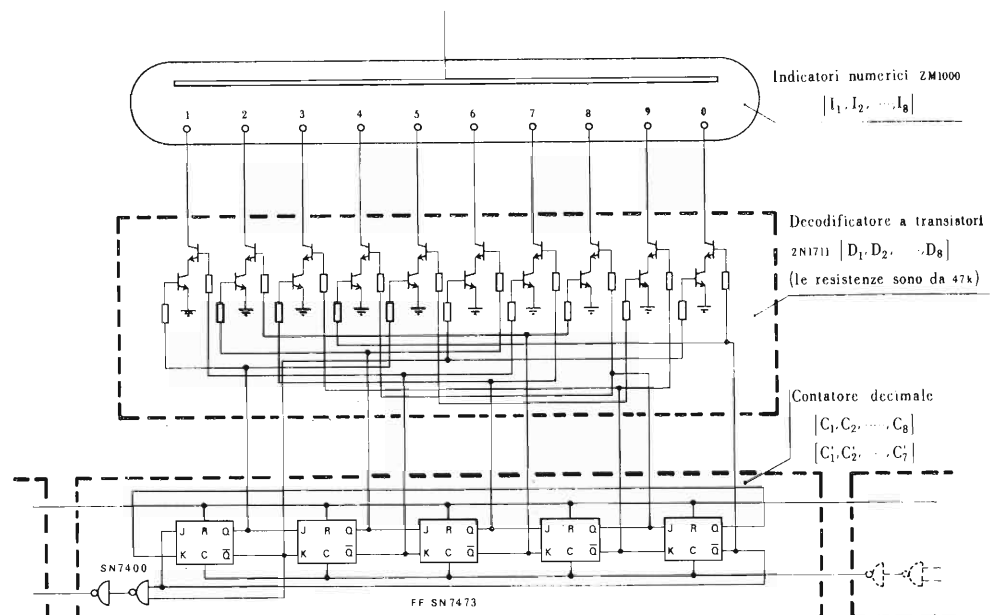 Indicatori numerici ZM1000
|I₁, I₂, ···, I₈|
1 2 3 4 5 6 7 8 9 0
Decodificatore a transistori
2N1711 |D₁, D₂, ··, D₈|
(le resistenze sono da 47k)
Contatore decimale
|C₁, C₂, ····, C₈|
[C'₁, C'₂, ···, C'₇]
J R Q J R Q J R Q J R Q J R Q
K C Q̅ K C Q̅ K C Q̅ K C Q̅ K C Q̅
SN7400
FF SN7473